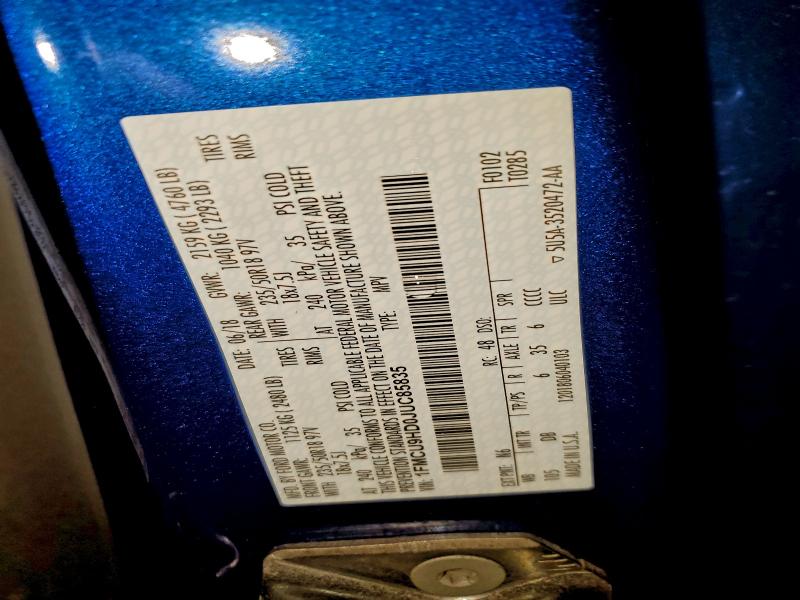 MFD. BY FORD MOTOR CO.
DATE: 06/18 GVWR: 2159 KG ( 4760 LB)
FRONT GAWR: 1125 KG ( 2480 LB) REAR GAWR: 1040 KG ( 2293 LB)
WITH 235/50R18 97V TIRES WITH 235/50R18 97V TIRES
18x7.5J RIMS 18x7.5J RIMS
AT 240 kPa/ 35 PSI COLD AT 240 kPa/ 35 PSI COLD
THIS VEHICLE CONFORMS TO ALL APPLICABLE FEDERAL MOTOR VEHICLE SAFETY AND THEFT
PREVENTION STANDARDS IN EFFECT ON THE DATE OF MANUFACTURE SHOWN ABOVE.
VIN: 1FMCU9HD0JUC85835 TYPE: MPV
F0102
T0285
EXT PNT: N6 RC: 48 DSO:
WB INT TR TP/PS R AXLE TR SPR
105 DB 6 35 6 CCCC
MADE IN U.S.A. 1201806040103 ULC ▽ 5U5A-3520472-AA